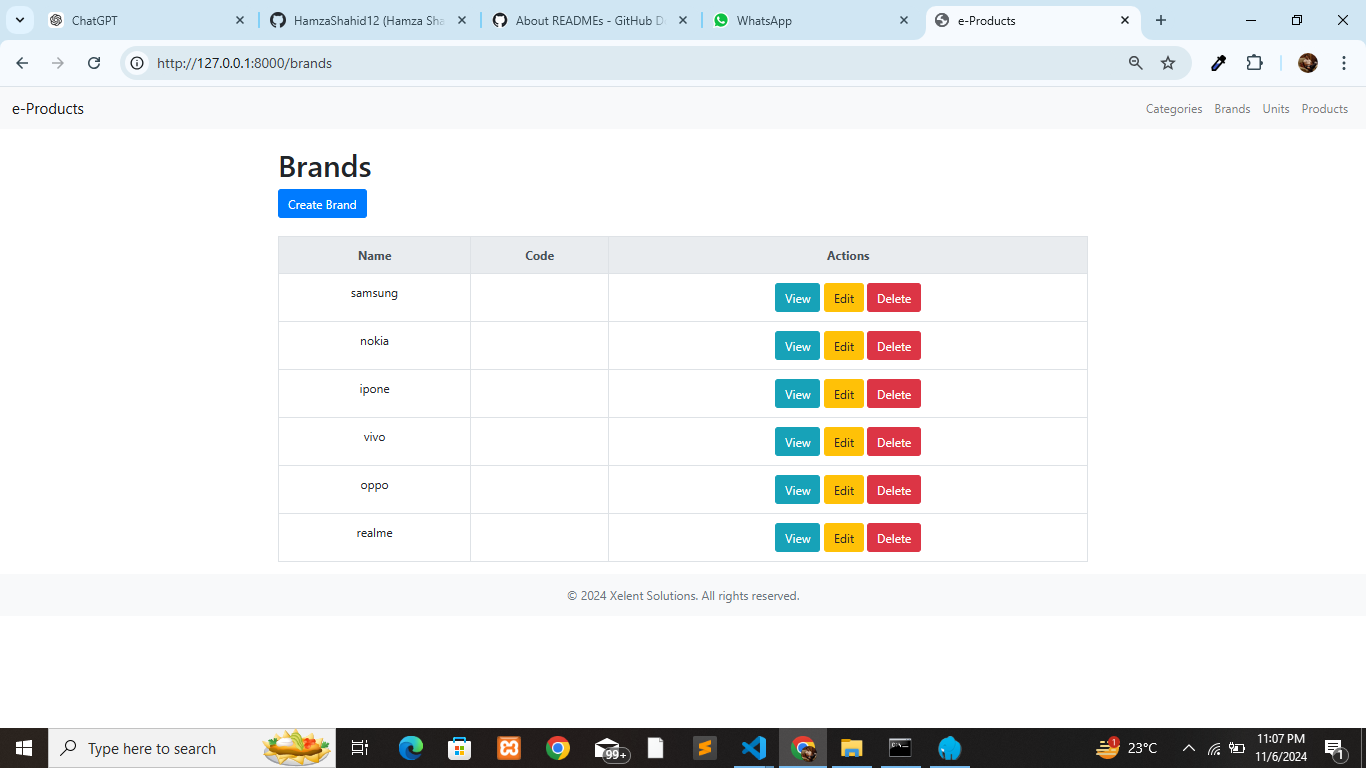 ChatGPT HamzaShahid12 (Hamza Sha About READMEs - GitHub D WhatsApp e-Products
http://127.0.0.1:8000/brands
e-Products Categories Brands Units Products
Brands
Create Brand
Name Code Actions
samsung View Edit Delete
nokia View Edit Delete
ipone View Edit Delete
vivo View Edit Delete
oppo View Edit Delete
realme View Edit Delete
© 2024 Xelent Solutions. All rights reserved.
Type here to search 99+ 1 23°C 11:07 PM
11/6/2024 1